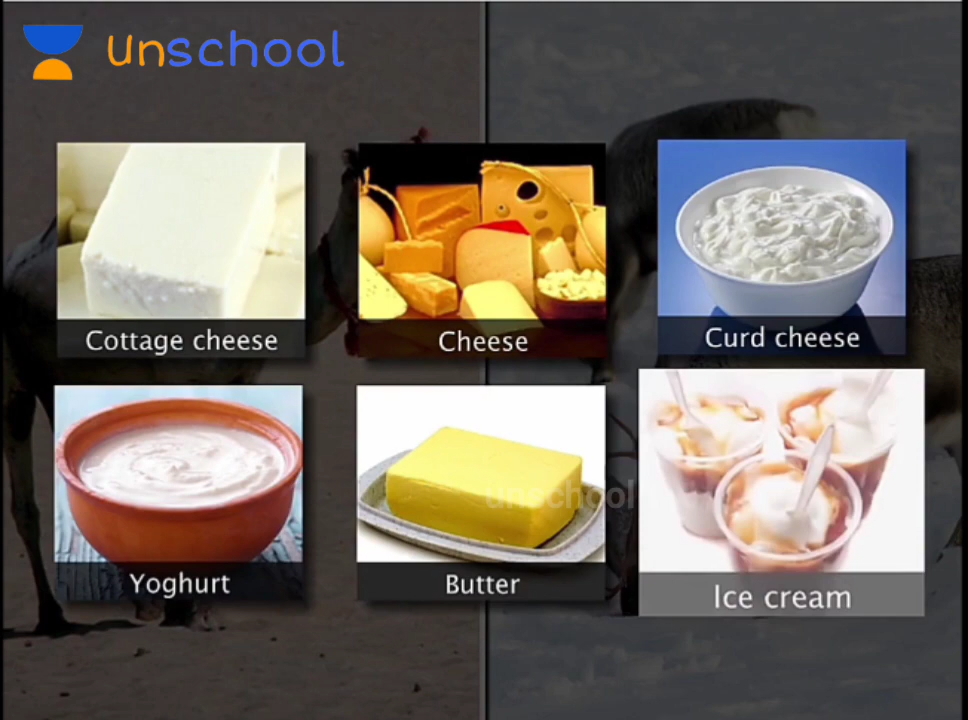 unschool
Cottage cheese
Cheese
Curd cheese
Yoghurt
Butter
unschool
Ice cream